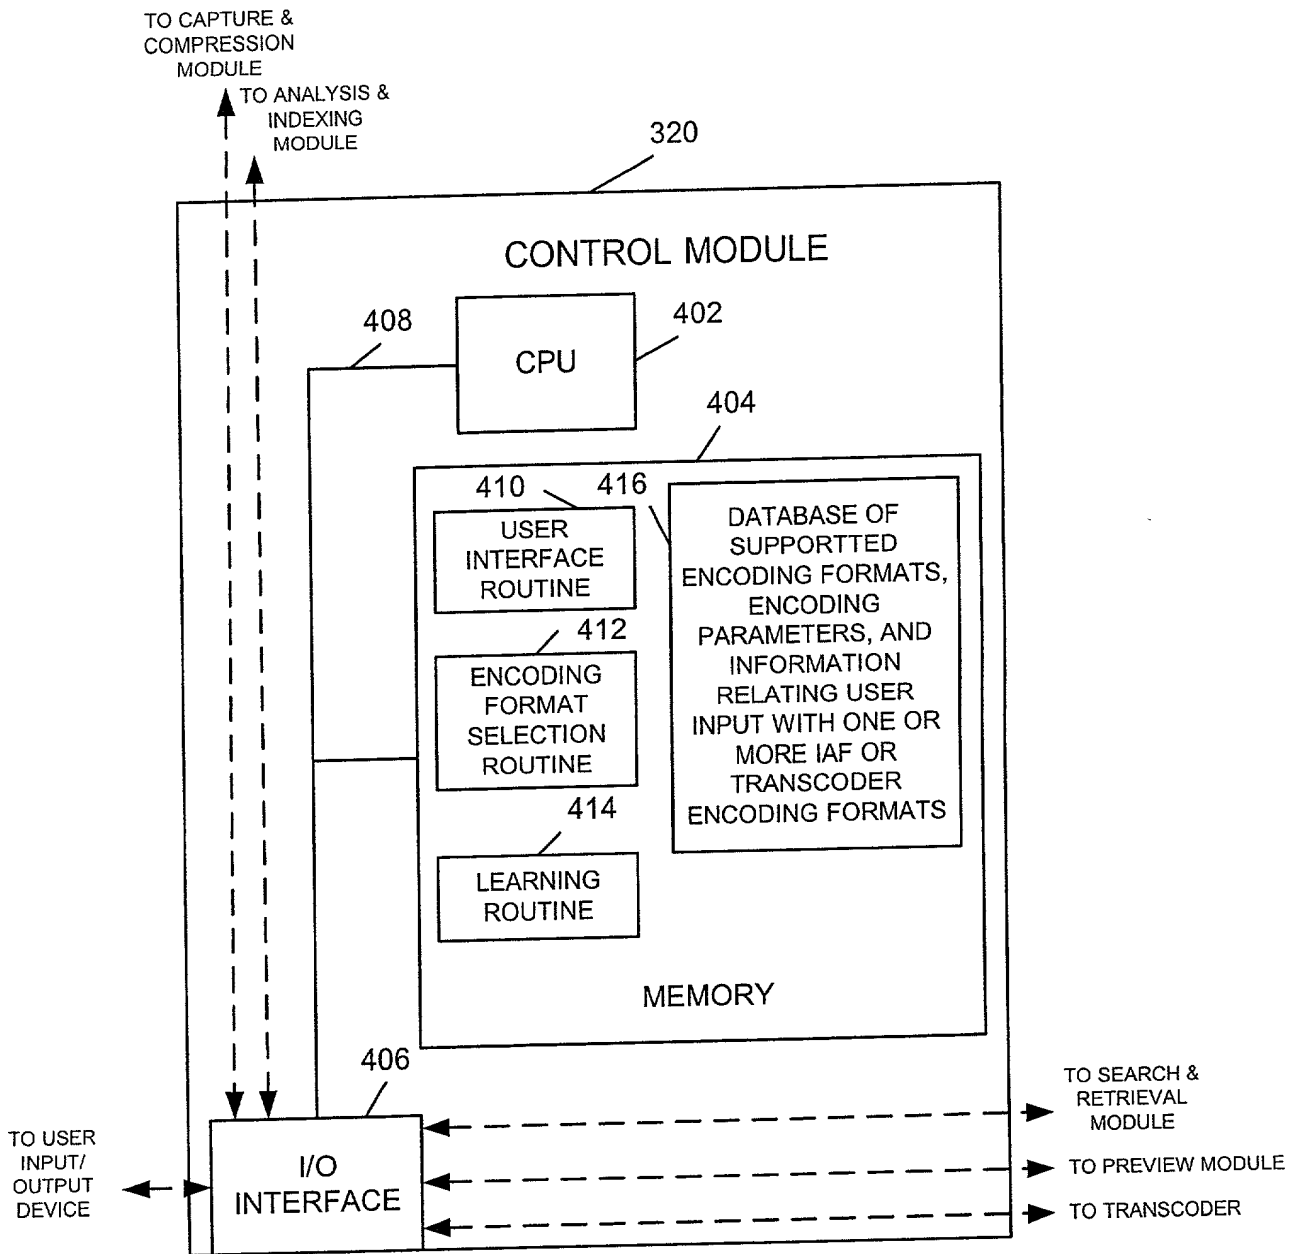 TO CAPTURE &
COMPRESSION
MODULE
TO ANALYSIS &
INDEXING
MODULE
320
CONTROL MODULE
408
CPU
402
404
410
416
USER
INTERFACE
ROUTINE
DATABASE OF
SUPPORTTED
ENCODING FORMATS,
ENCODING
PARAMETERS, AND
INFORMATION
RELATING USER
INPUT WITH ONE OR
MORE IAF OR
TRANSCODER
ENCODING FORMATS
412
ENCODING
FORMAT
SELECTION
ROUTINE
414
LEARNING
ROUTINE
MEMORY
406
I/O
INTERFACE
TO USER
INPUT/
OUTPUT
DEVICE
TO SEARCH &
RETRIEVAL
MODULE
TO PREVIEW MODULE
TO TRANSCODER